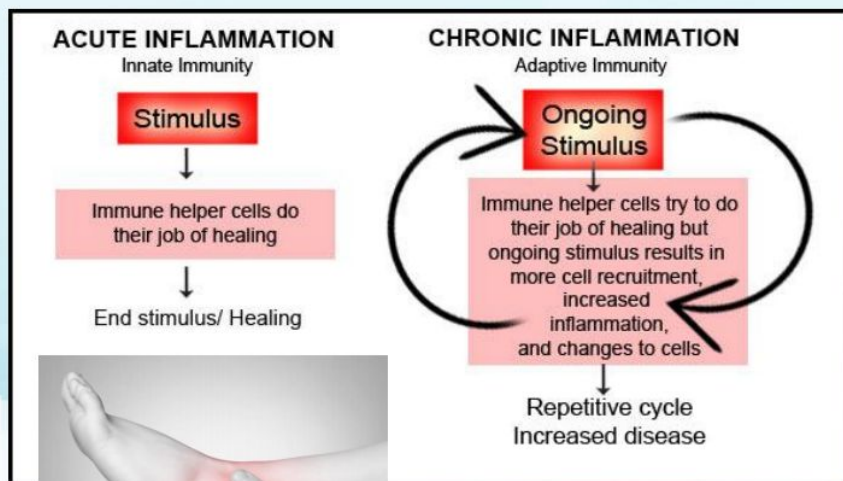 ACUTE INFLAMMATION
Innate Immunity
Stimulus
Immune helper cells do
their job of healing
End stimulus/ Healing
CHRONIC INFLAMMATION
Adaptive Immunity
Ongoing
Stimulus
Immune helper cells try to do
their job of healing but
ongoing stimulus results in
more cell recruitment,
increased
inflammation,
and changes to cells
Repetitive cycle
Increased disease